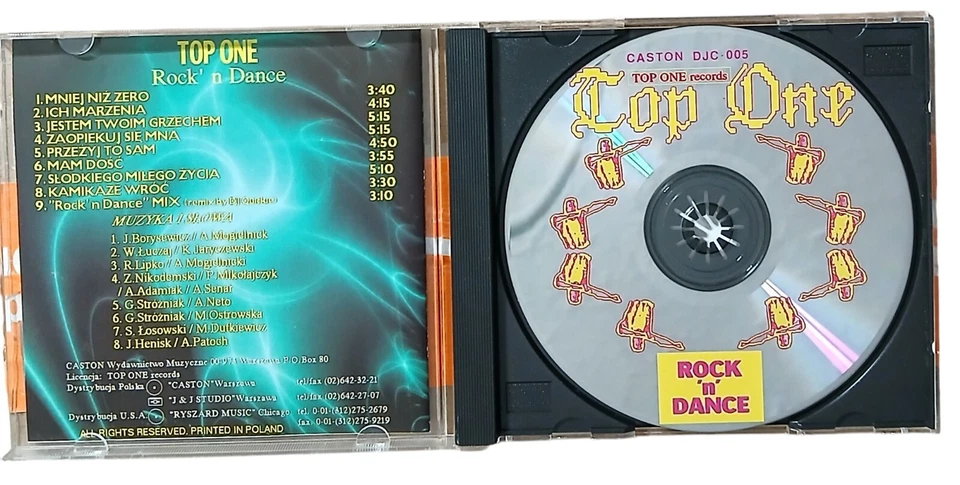 TOP ONE
Rock' n Dance
1. MNIEJ NIŻ ZERO 3:40
2. ICH MARZENIA 4:15
3. JESTEM TWOIM GRZECHEM 5:15
4. ZAOPIEKUJ SIĘ MNĄ 5:15
5. PRZEŻYJ TO SAM 4:50
6. MAM DOŚĆ 3:55
7. SŁODKIEGO MIŁEGO ŻYCIA 5:10
8. KAMIKAZE WRÓĆ 3:30
9. "Rock' n Dance" MIX 3:10
MUZYKA I SŁOWA
1. J.Borysewicz / A.Mogielnicki
2. W.Łuczaj / K.Jaryczewski
3. R.Lipko / A.Mogielnicki
4. Z.Nikodemski / F.Mikołajczyk
/ A.Adamiak / A.Senar
5. G.Stróżniak / A.Neto
6. G.Stróżniak / M.Ostrowska
7. S. Łosowski / M.Dutkiewicz
8. J.Henisk / A.Patoch
CASTON Wydawnictwo Muzyczne 00-973 Warszawa P.O.Box 80
Licencja: TOP ONE records
Dystrybucja Polska "CASTON"Warszawa tel/fax (02)642-32-21
"J & J STUDIO"Warszawa tel/fax (02)642-27-07
Dystrybucja U.S.A. "RYSZARD MUSIC" Chicago tel. 0-01-(312)275-2679
fax 0-01-(312)275-9219
ALL RIGHTS RESERVED. PRINTED IN POLAND
CASTON DJC-005
TOP ONE records
Top One
ROCK
'n'
DANCE